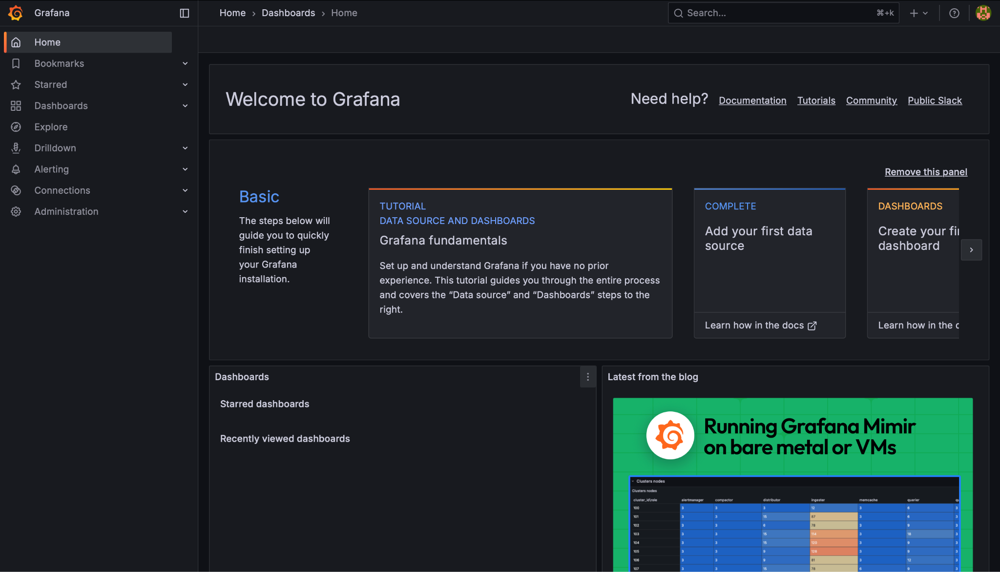 Grafana
Home › Dashboards › Home
Search...
⌘+k
Home
Bookmarks
Starred
Dashboards
Explore
Drilldown
Alerting
Connections
Administration
Welcome to Grafana
Need help? Documentation Tutorials Community Public Slack
Remove this panel
Basic
The steps below will
guide you to quickly
finish setting up
your Grafana
installation.
TUTORIAL
DATA SOURCE AND DASHBOARDS
Grafana fundamentals
Set up and understand Grafana if you have no prior
experience. This tutorial guides you through the entire process
and covers the “Data source” and “Dashboards” steps to the
right.
COMPLETE
Add your first data
source
Learn how in the docs
DASHBOARDS
Create your
dashboard
Learn how in the
Dashboards
Starred dashboards
Recently viewed dashboards
Latest from the blog
Running Grafana Mimir
on bare metal or VMs
Clusters nodes
Clusters nodes
cluster_id\role alertmanager compactor distributor ingester memcache querier
100 3 3 3 12 3 6 3
101 3 3 15 87 3 6 3
102 3 3 6 78 3 9 3
103 3 3 15 114 3 18 3
104 3 3 15 120 3 9 3
105 3 3 9 126 3 9 3
106 3 3 9 81 3 12 3
107 3 3 15 78 6 9 3